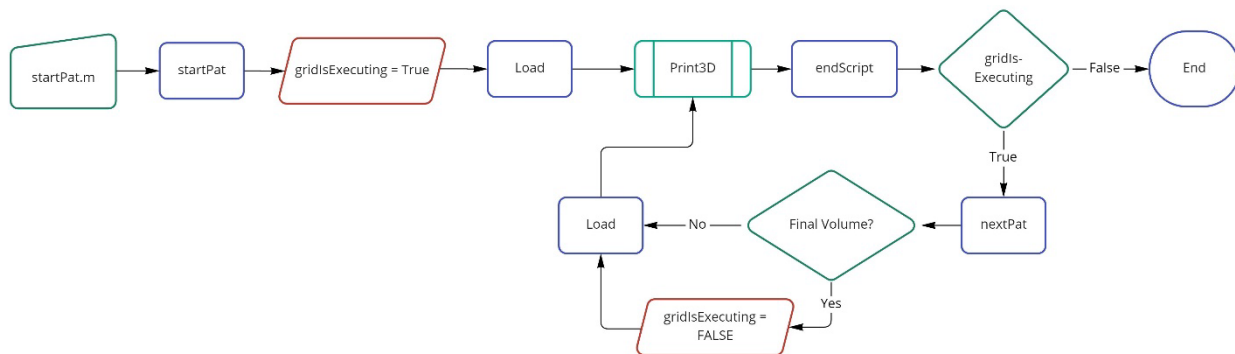 startPat.m
startPat
gridIsExecuting = True
Load
Print3D
endScript
gridIs-
Executing
False
End
True
nextPat
Final Volume?
No
Load
Yes
gridIsExecuting =
FALSE